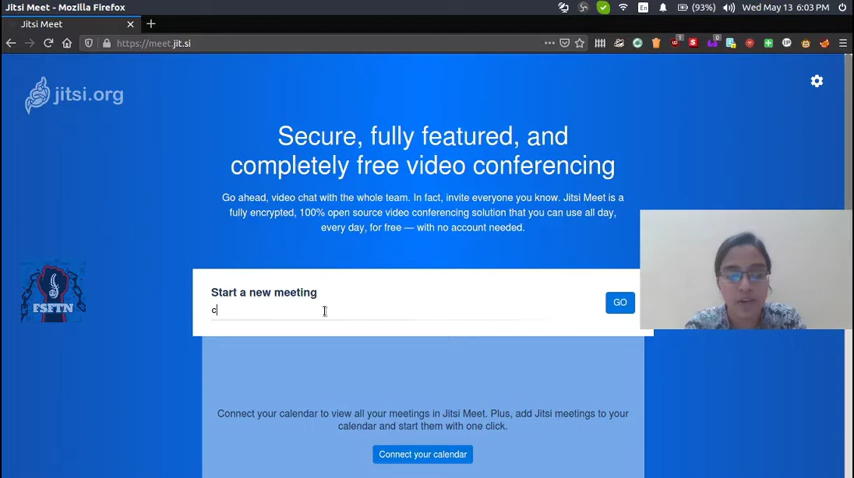 Jitsi Meet - Mozilla Firefox
En
(93%)
Wed May 13 6:03 PM
Jitsi Meet
https://meet.jit.si
jitsi.org
Secure, fully featured, and
completely free video conferencing
Go ahead, video chat with the whole team. In fact, invite everyone you know. Jitsi Meet is a
fully encrypted, 100% open source video conferencing solution that you can use all day,
every day, for free — with no account needed.
FSFTN
Start a new meeting
c
GO
Connect your calendar to view all your meetings in Jitsi Meet. Plus, add Jitsi meetings to your
calendar and start them with one click.
Connect your calendar